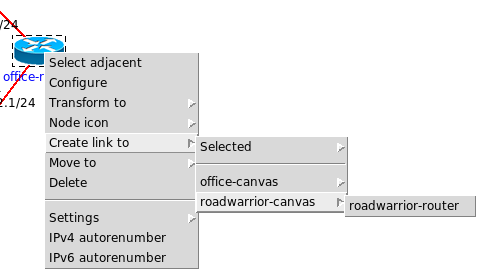 /24
office-r
2.1/24
Select adjacent
Configure
Transform to
Node icon
Create link to
Move to
Delete
Settings
IPv4 autorenumber
IPv6 autorenumber
Selected
office-canvas
roadwarrior-canvas
roadwarrior-router